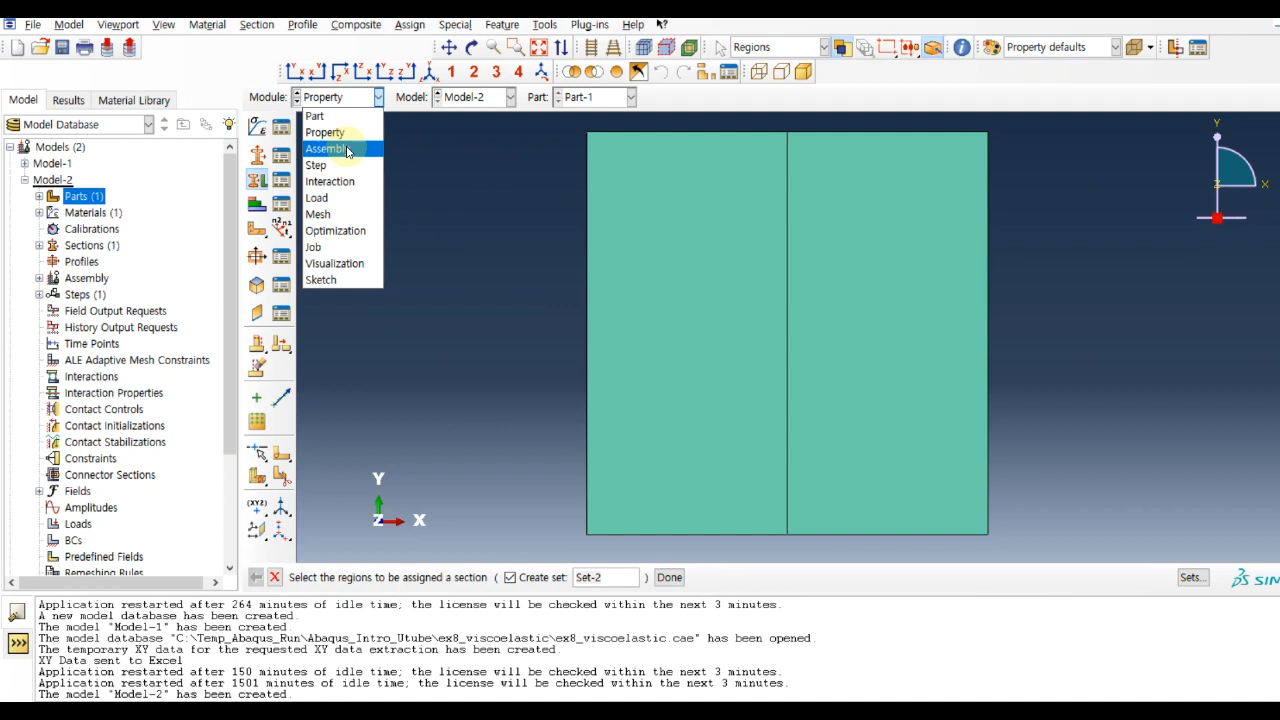 File Model Viewport View Material Section Profile Composite Assign Special Feature Tools Plug-ins Help ?
Regions
Property defaults
1 2 3 4
Model Results Material Library
Module: Property Model: Model-2 Part: Part-1
Model Database
Part
Property
Assembly
Step
Interaction
Load
Mesh
Optimization
Job
Visualization
Sketch
Models (2)
Model-1
Model-2
Parts (1)
Materials (1)
Calibrations
Sections (1)
Profiles
Assembly
Steps (1)
Field Output Requests
History Output Requests
Time Points
ALE Adaptive Mesh Constraints
Interactions
Interaction Properties
Contact Controls
Contact Initializations
Contact Stabilizations
Constraints
Connector Sections
Fields
Amplitudes
Loads
BCs
Predefined Fields
Remeshing Rules
(XYZ)
Y
X
Z
Y
X
Z
Select the regions to be assigned a section ( Create set: Set-2 ) Done
Sets...
SIM
>>>
Application restarted after 264 minutes of idle time; the license will be checked within the next 3 minutes.
A new model database has been created.
The model "Model-1" has been created.
The model database "C:\Temp_Abaqus_Run\Abaqus_Intro_Utube\ex8_viscoelastic\ex8_viscoelastic.cae" has been opened.
The temporary XY data for the requested XY data extraction has been created.
XY Data sent to Excel
Application restarted after 150 minutes of idle time; the license will be checked within the next 3 minutes.
Application restarted after 1501 minutes of idle time; the license will be checked within the next 3 minutes.
The model "Model-2" has been created.